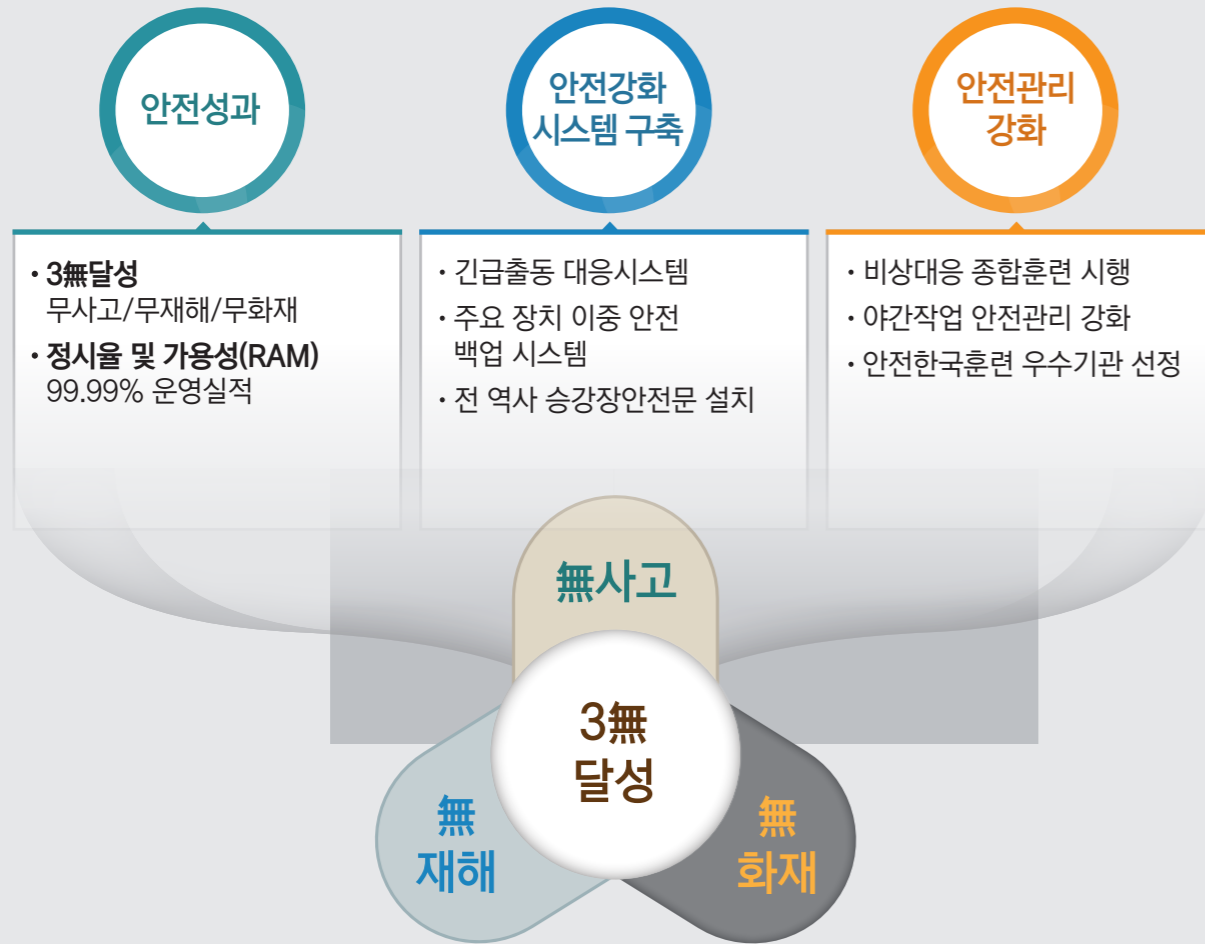 안전성과
· 3無달성
무사고/무재해/무화재
· 정시율 및 가용성(RAM)
99.99% 운영실적
안전강화
시스템 구축
· 긴급출동 대응시스템
· 주요 장치 이중 안전
백업 시스템
· 전 역사 승강장안전문 설치
안전관리
강화
· 비상대응 종합훈련 시행
· 야간작업 안전관리 강화
· 안전한국훈련 우수기관 선정
無사고
3無
달성
無
재해
無
화재